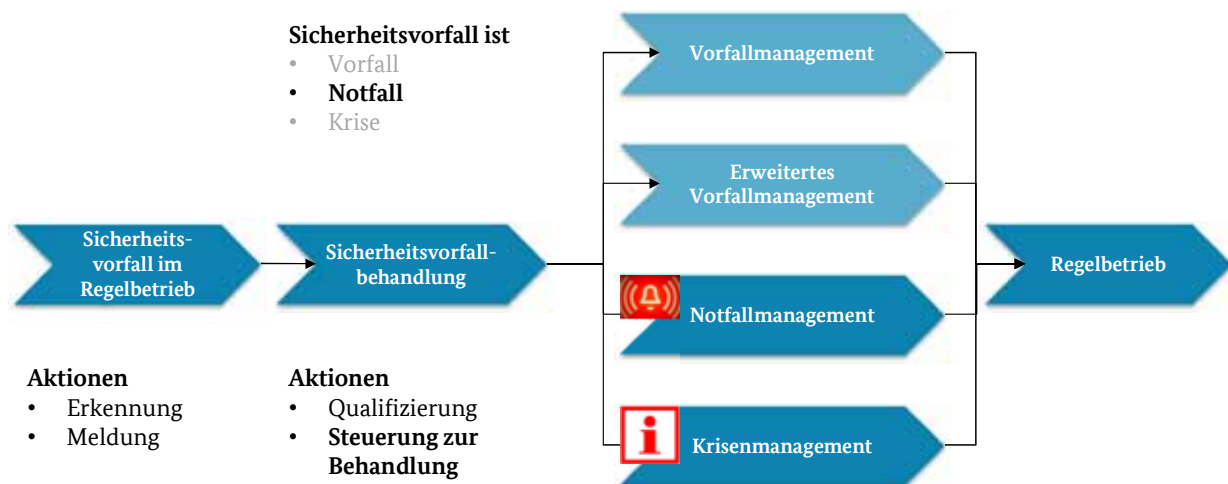 Sicherheitsvorfall ist
• Vorfall
• Notfall
• Krise
Sicherheits-
vorfall im
Regelbetrieb
Sicherheitsvorfall-
behandlung
Vorfallmanagement
Erweitertes
Vorfallmanagement
Notfallmanagement
Krisenmanagement
Regelbetrieb
Aktionen
• Erkennung
• Meldung
Aktionen
• Qualifizierung
• Steuerung zur
Behandlung